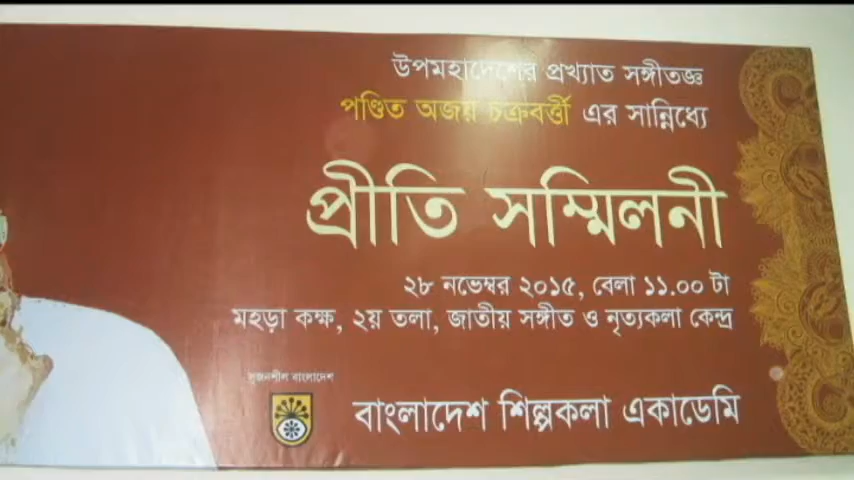 উপমহাদেশের প্রখ্যাত সঙ্গীতজ্ঞ
পণ্ডিত অজয় চক্রবর্ত্তী এর সান্নিধ্যে
প্রীতি সম্মিলনী
২৮ নভেম্বর ২০১৫, বেলা ১১.০০ টা
মহড়া কক্ষ, ২য় তলা, জাতীয় সঙ্গীত ও নৃত্যকলা কেন্দ্র
সৃজনশীল বাংলাদেশ
বাংলাদেশ শিল্পকলা একাডেমি